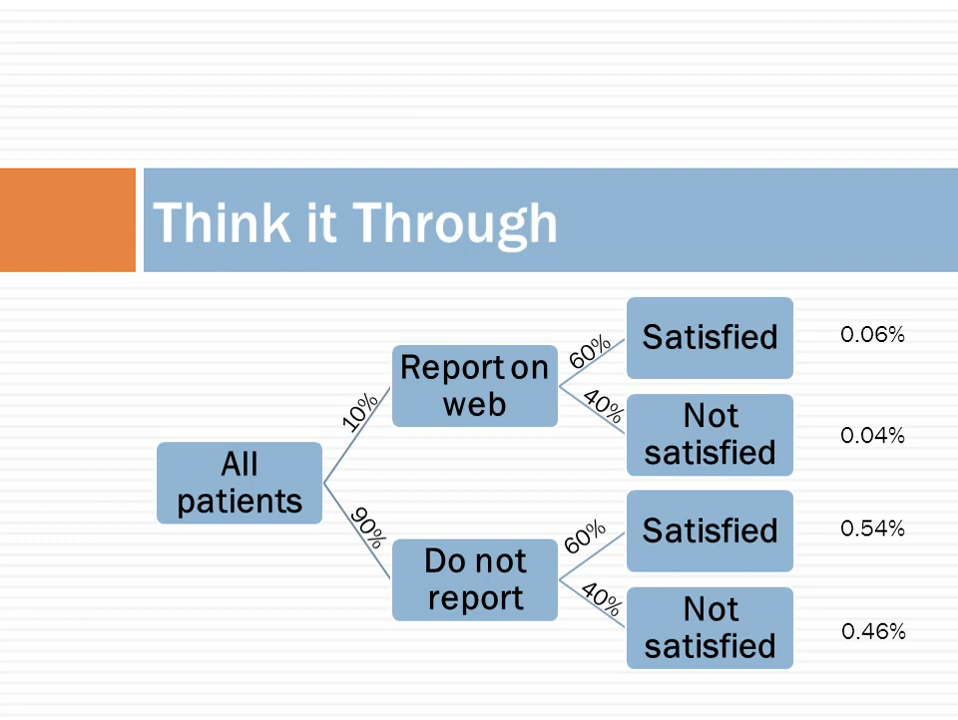 Think it Through
All
patients
10%
90%
Report on
web
Do not
report
60%
40%
60%
40%
Satisfied
Not
satisfied
Satisfied
Not
satisfied
0.06%
0.04%
0.54%
0.46%